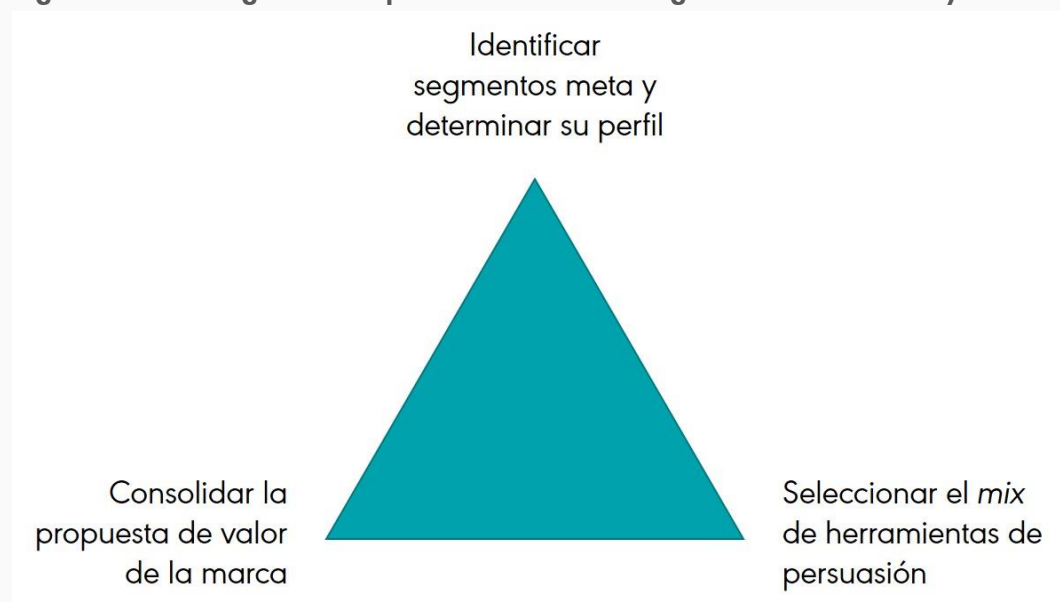 Identificar
segmentos meta y
determinar su perfil
Consolidar la
propuesta de valor
de la marca
Seleccionar el mix
de herramientas de
persuasión